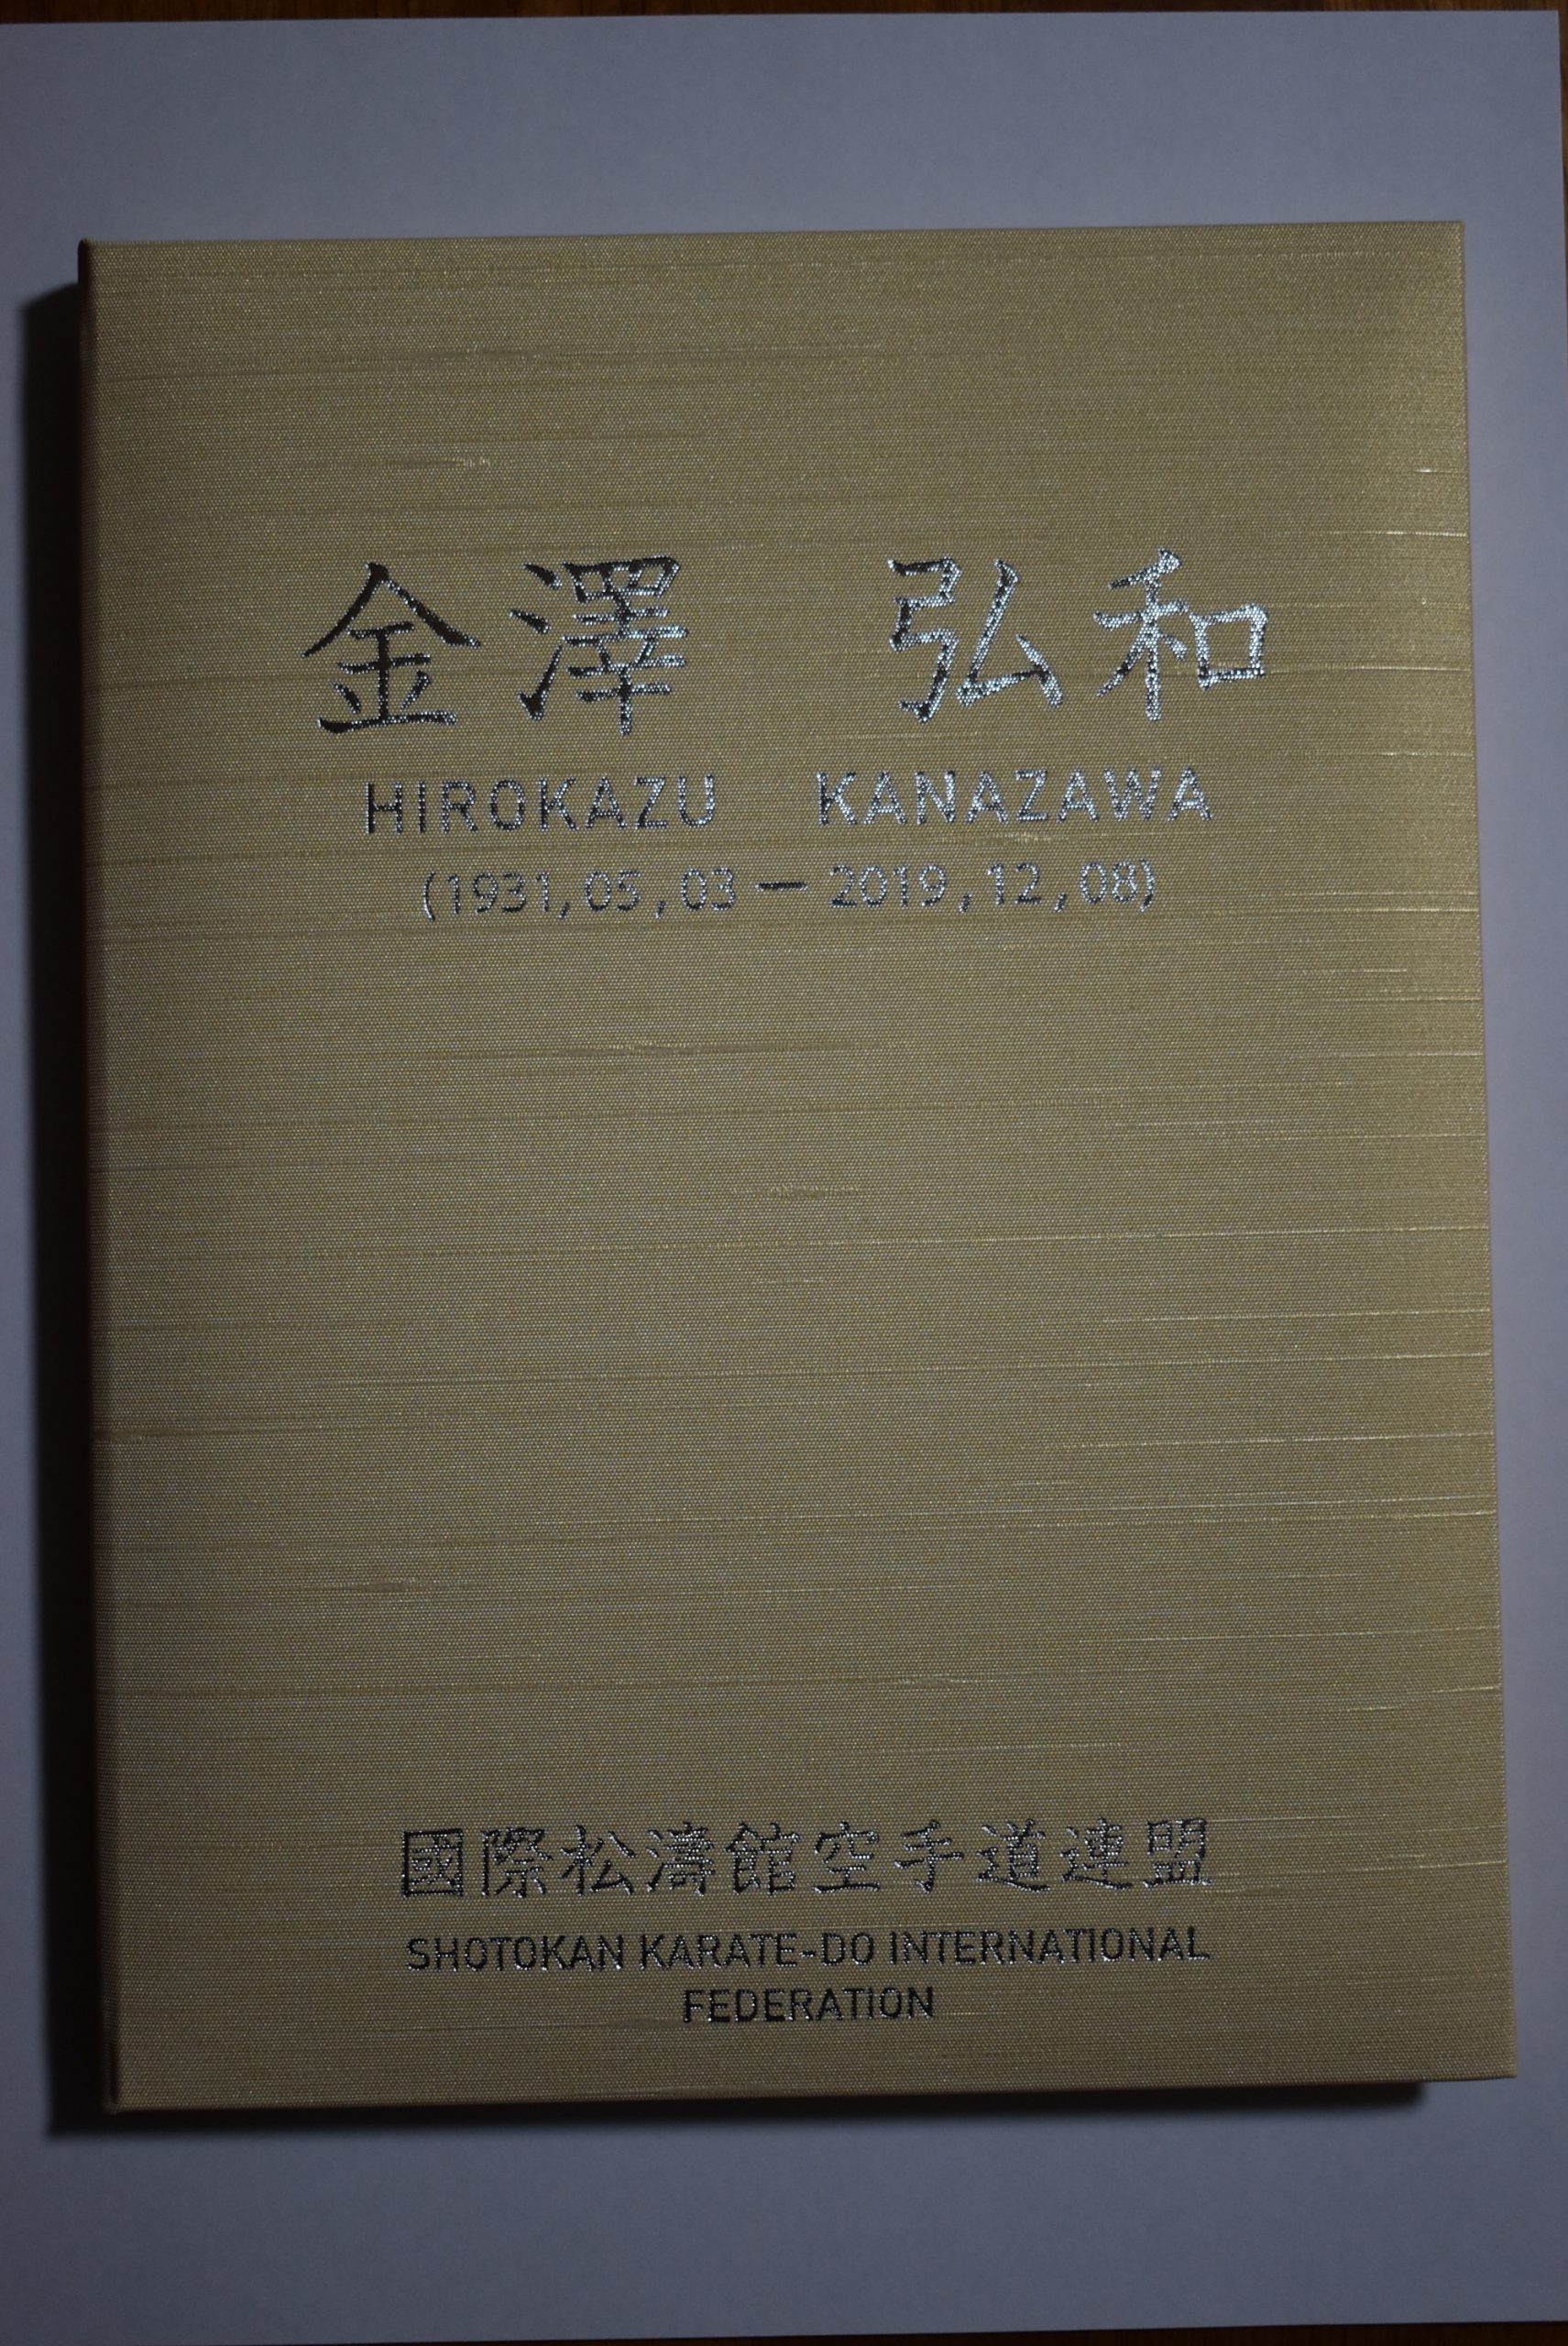 金澤 弘和
HIROKAZU KANAZAWA
(1931,05,03 — 2019,12,08)
國際松濤館空手道連盟
SHOTOKAN KARATE-DO INTERNATIONAL
FEDERATION